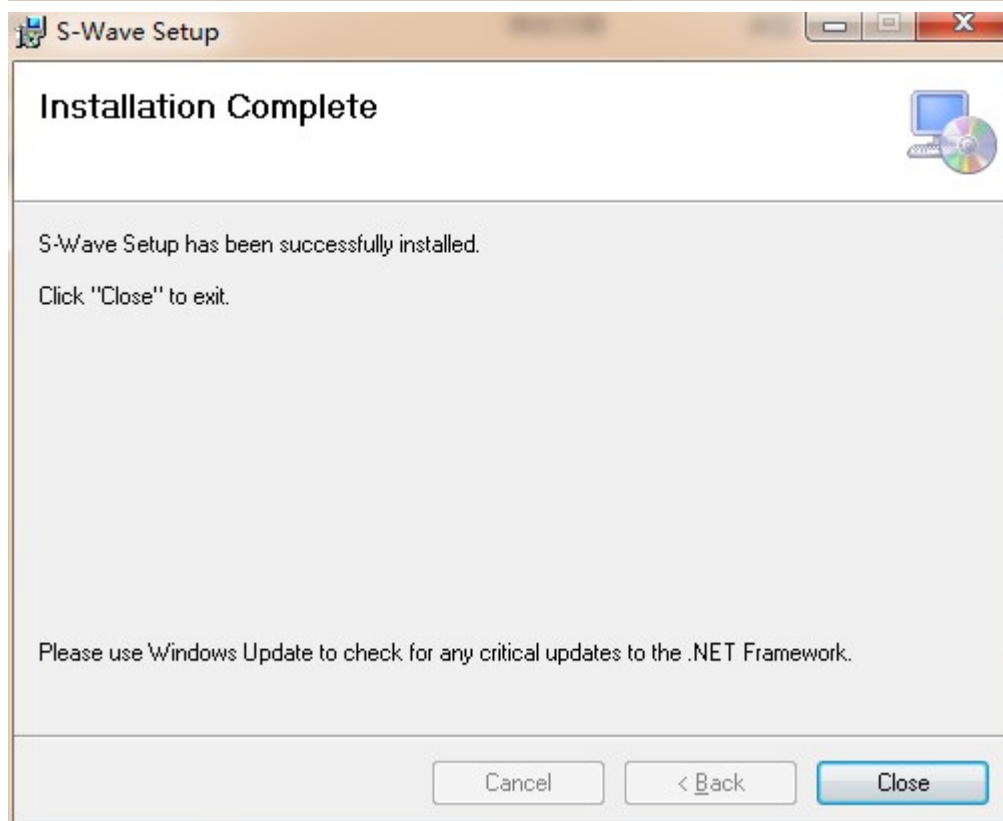 S-Wave Setup
Installation Complete
S-Wave Setup has been successfully installed.
Click "Close" to exit.
Please use Windows Update to check for any critical updates to the .NET Framework.
Cancel
< Back
Close